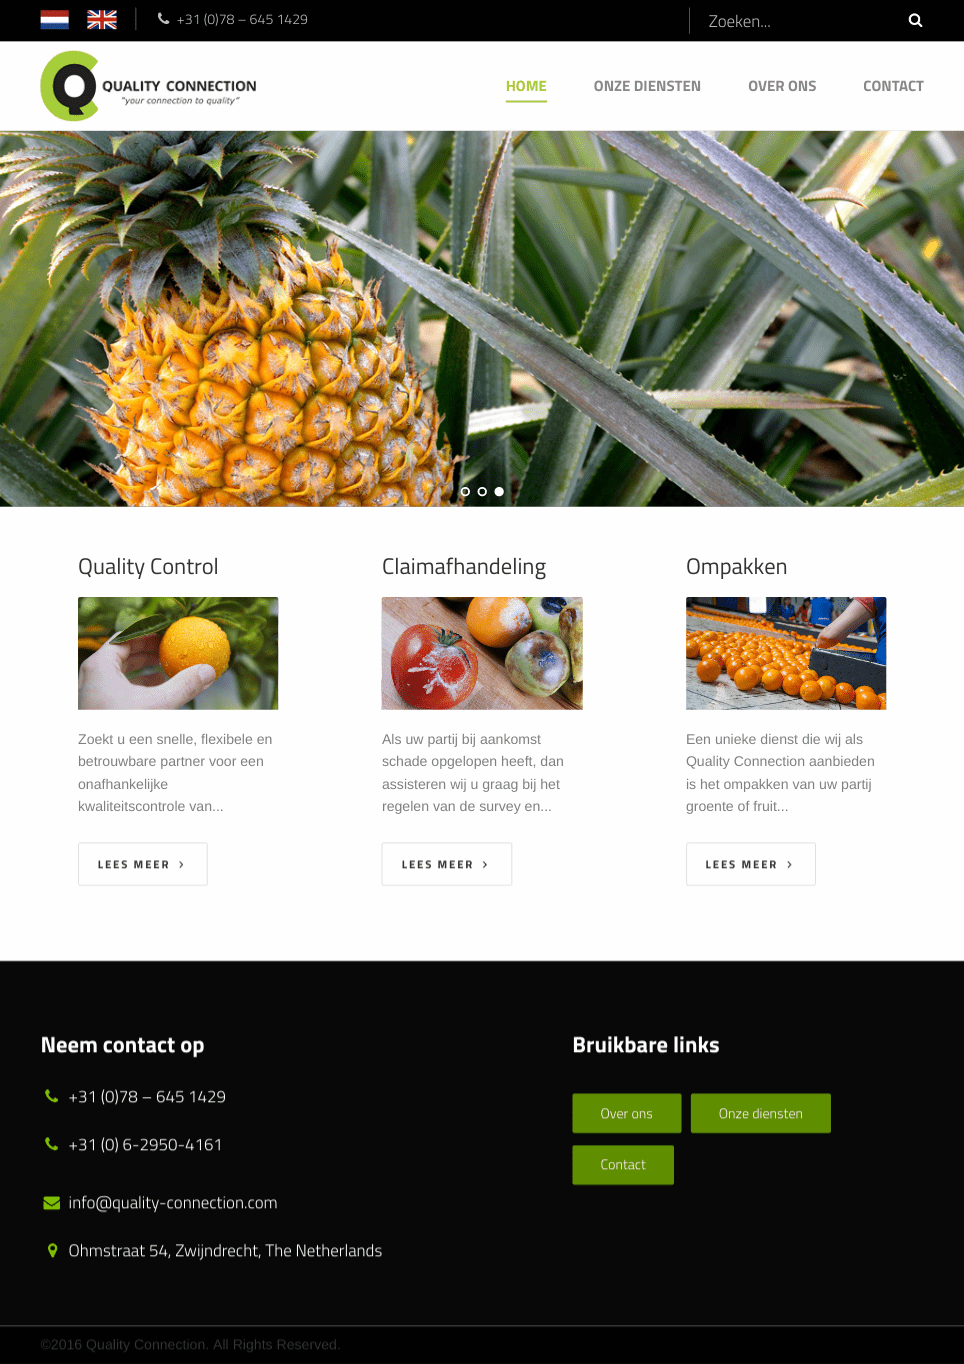 +31 (0)78 – 645 1429
Zoeken...
QUALITY CONNECTION
"your connection to quality"
HOME
ONZE DIENSTEN
OVER ONS
CONTACT
Quality Control
Zoekt u een snelle, flexibele en
betrouwbare partner voor een
onafhankelijke
kwaliteitscontrole van...
LEES MEER
Claimafhandeling
Als uw partij bij aankomst
schade opgelopen heeft, dan
assisteren wij u graag bij het
regelen van de survey en...
LEES MEER
Ompakken
Een unieke dienst die wij als
Quality Connection aanbieden
is het ompakken van uw partij
groente of fruit...
LEES MEER
Neem contact op
+31 (0)78 – 645 1429
+31 (0) 6-2950-4161
info@quality-connection.com
Ohmstraat 54, Zwijndrecht, The Netherlands
Bruikbare links
Over ons
Onze diensten
Contact
©2016 Quality Connection. All Rights Reserved.